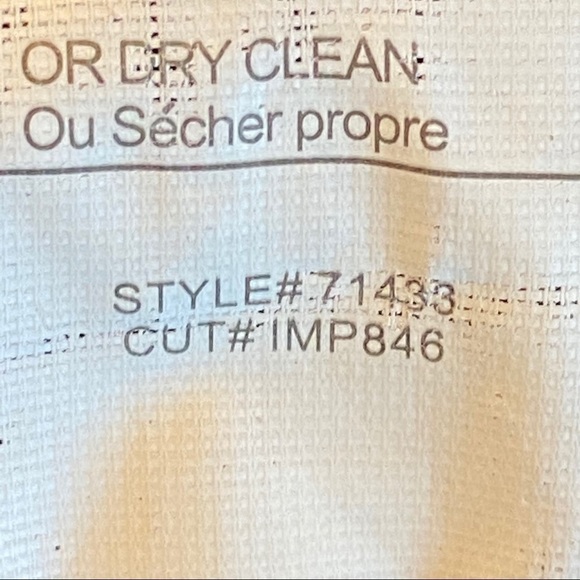 OR DRY CLEAN
Ou Sécher propre
STYLE# 71433
CUT# IMP846